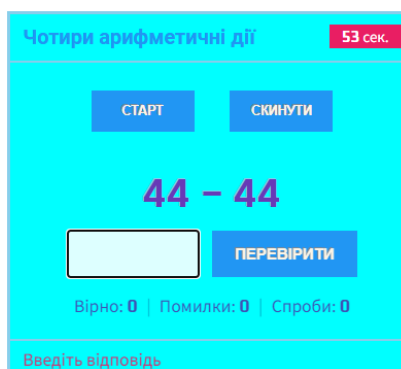 Чотири арифметичні дії 53 сек.
СТАРТ СКИНУТИ
44 − 44
ПЕРЕВІРИТИ
Вірно: 0 | Помилки: 0 | Спроби: 0
Введіть відповідь